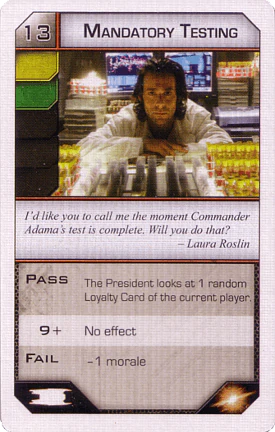 13
MANDATORY TESTING
I'd like you to call me the moment Commander
Adama's test is complete. Will you do that?
– Laura Roslin
PASS The President looks at 1 random
Loyalty Card of the current player.
9+ No effect
FAIL -1 morale